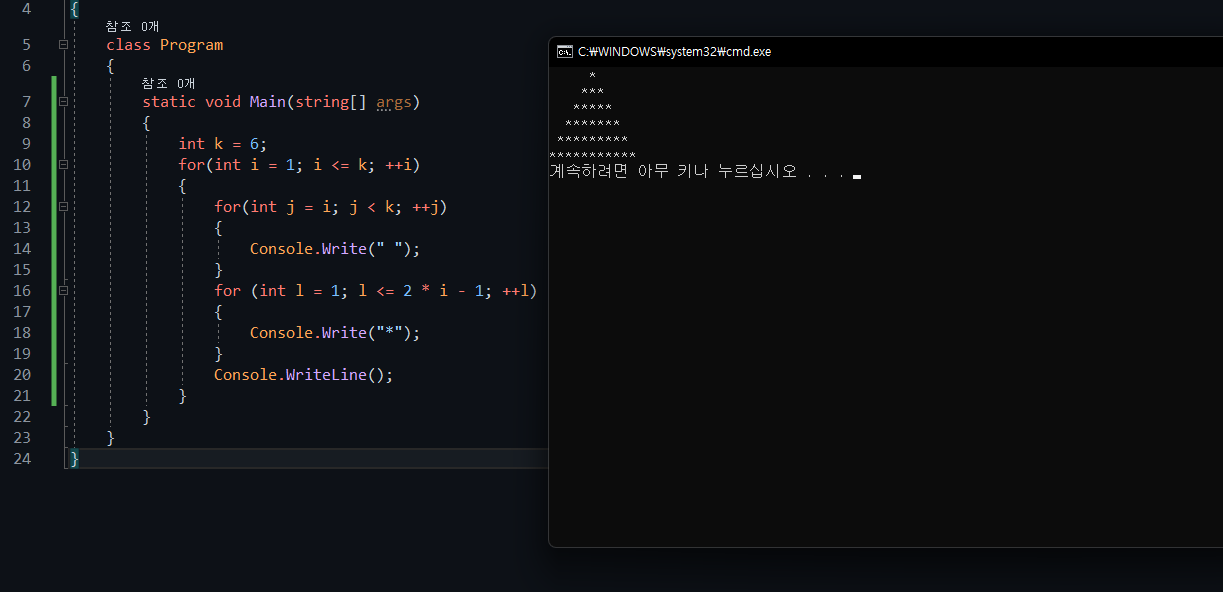 4 {
참조 0개
5 class Program
6 {
참조 0개
7 static void Main(string[] args)
8 {
9 int k = 6;
10 for(int i = 1; i <= k; ++i)
11 {
12 for(int j = i; j < k; ++j)
13 {
14 Console.Write(" ");
15 }
16 for (int l = 1; l <= 2 * i - 1; ++l)
17 {
18 Console.Write("*");
19 }
20 Console.WriteLine();
21 }
22 }
23 }
24 }
C:₩WINDOWS₩system32₩cmd.exe
*
***
*****
*******
*********
***********
계속하려면 아무 키나 누르십시오 . . .